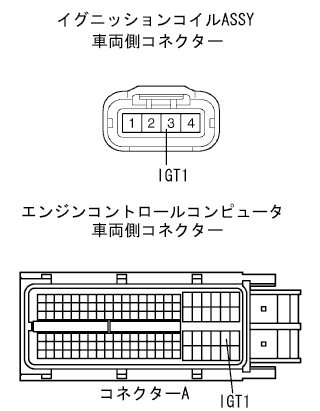 イグニッションコイルASSY
車両側コネクター
1 2 3 4
IGT1
エンジンコントロールコンピュータ
車両側コネクター
コネクターA
IGT1